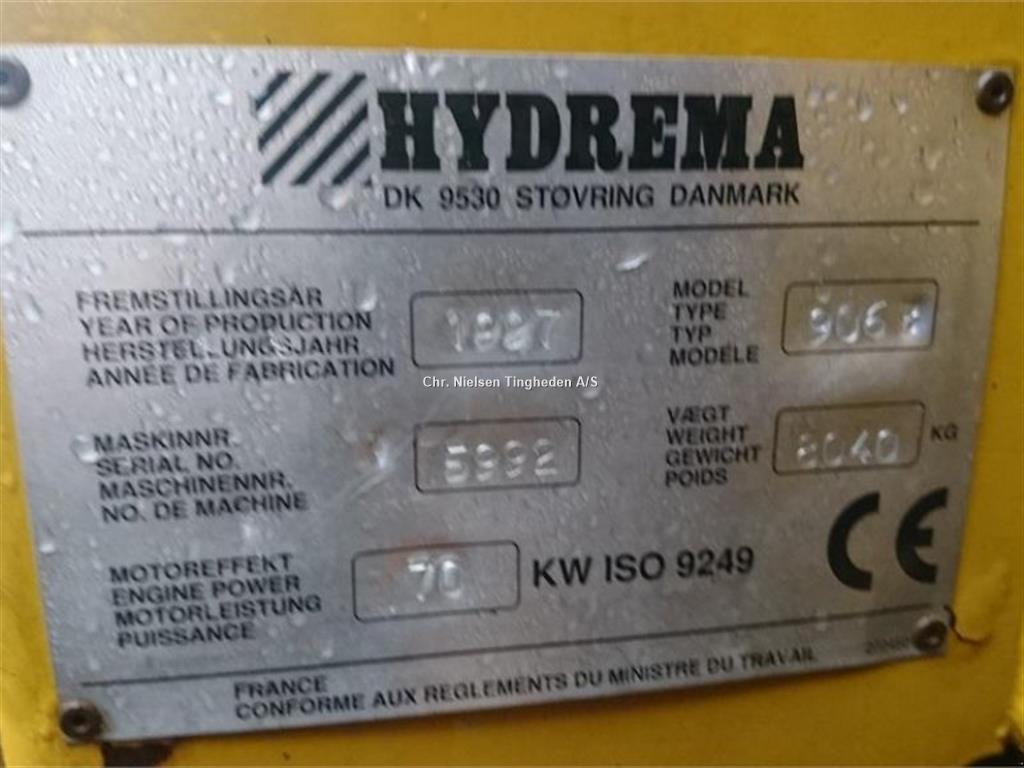 HYDREMA
DK 9530 STØVRING DANMARK
FREMSTILLINGSÅR
YEAR OF PRODUCTION
HERSTELLUNGSJAHR
ANNÉE DE FABRICATION
MODEL
TYPE
TYP
MODÉLE
Chr. Nielsen Tingheden A/S
MASKINNR.
SERIAL NO.
MASCHINENNR.
NO. DE MACHINE
5992
VÆGT
WEIGHT
GEWICHT
POIDS
KG
MOTOREFFEKT
ENGINE POWER
MOTORLEISTUNG
PUISSANCE
70
KW ISO 9249
CE
FRANCE
CONFORME AUX REGLEMENTS DU MINISTRE DU TRAVAIL